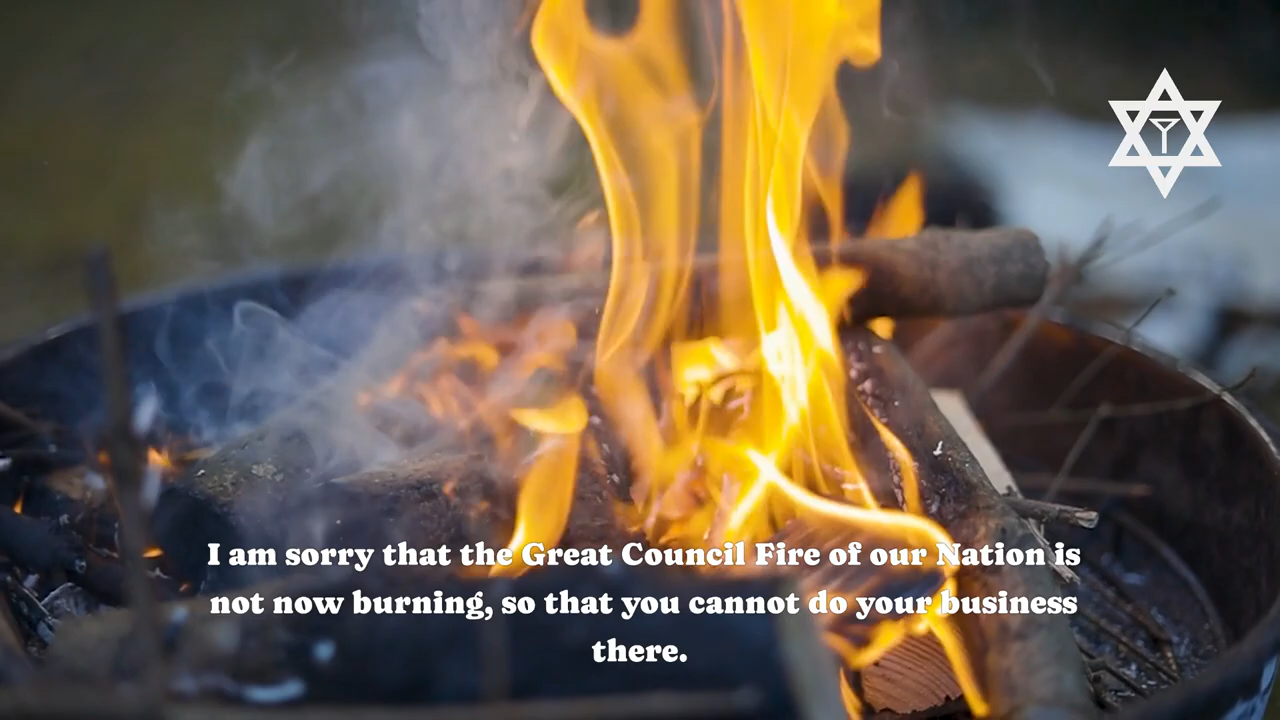 I am sorry that the Great Council Fire of our Nation is
not now burning, so that you cannot do your business
there.